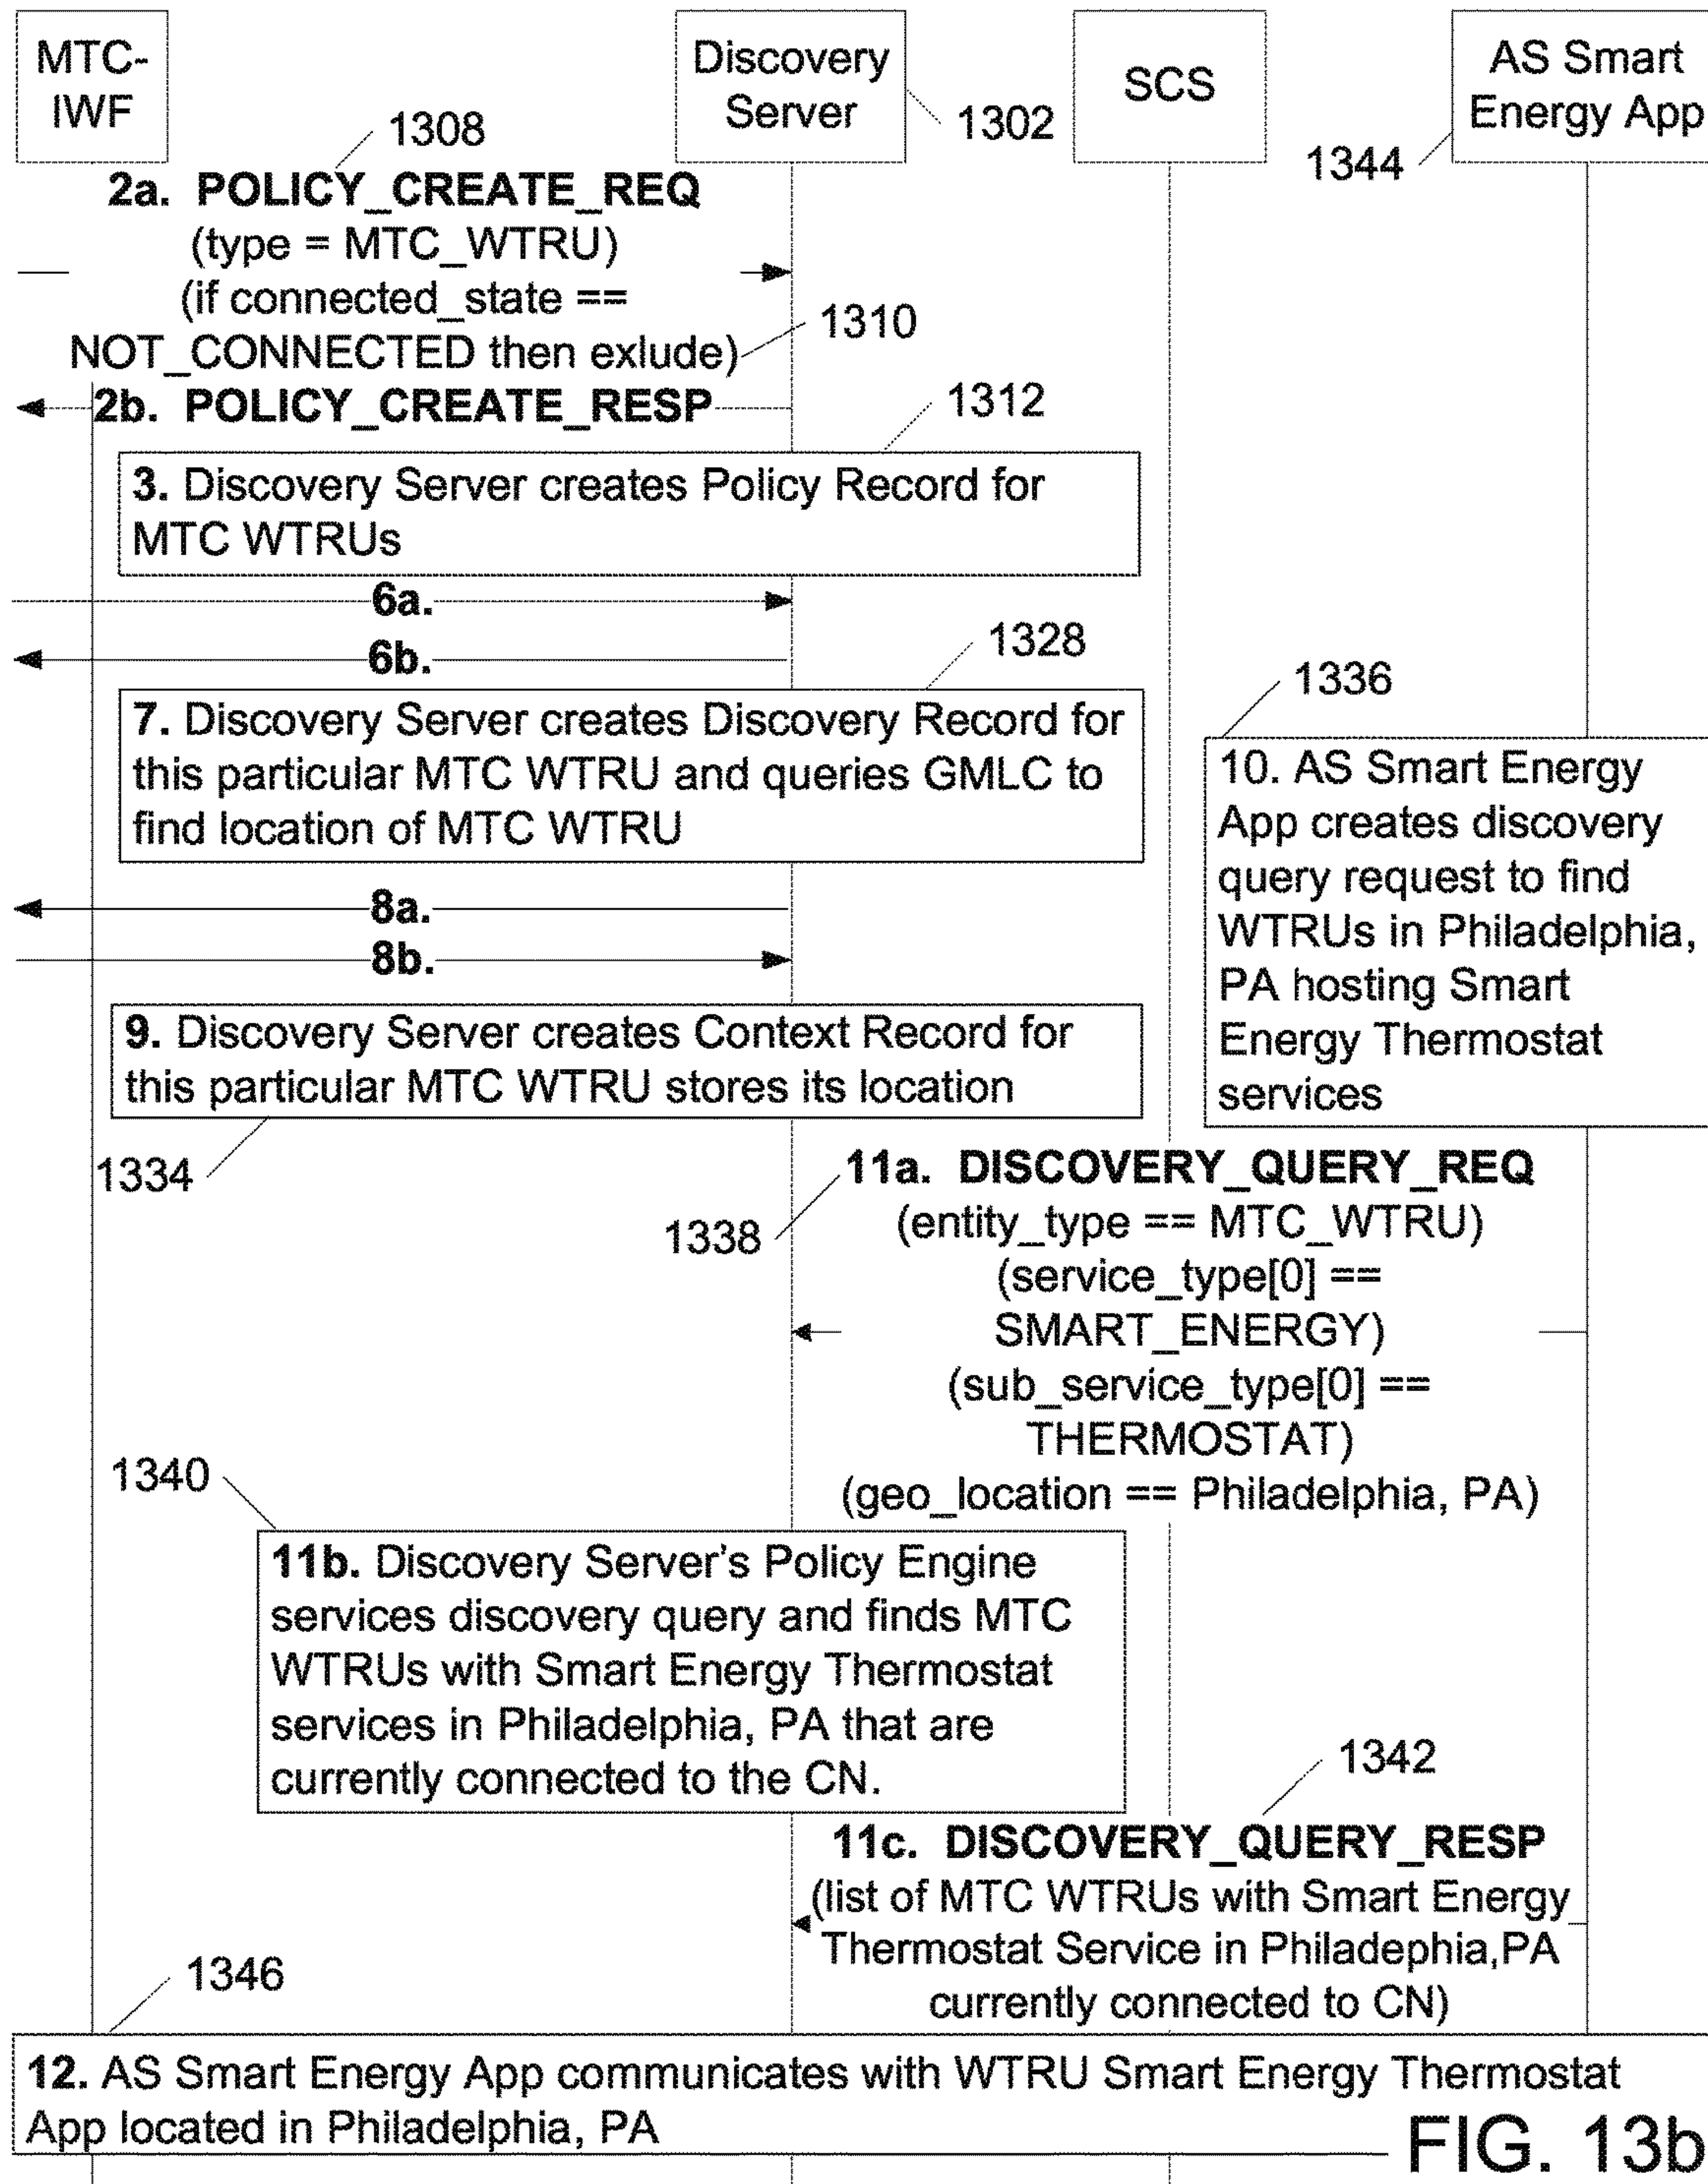 MTC-
IWF
Discovery
Server
1302
SCS
AS Smart
Energy App
1344
1308
2a. POLICY_CREATE_REQ
(type = MTC_WTRU)
(if connected_state ==
NOT_CONNECTED then exlude)
1310
2b. POLICY_CREATE_RESP
1312
3. Discovery Server creates Policy Record for
MTC WTRUs
6a.
6b.
1328
7. Discovery Server creates Discovery Record for
this particular MTC WTRU and queries GMLC to
find location of MTC WTRU
8a.
8b.
9. Discovery Server creates Context Record for
this particular MTC WTRU stores its location
1334
1336
10. AS Smart Energy
App creates discovery
query request to find
WTRUs in Philadelphia,
PA hosting Smart
Energy Thermostat
services
11a. DISCOVERY_QUERY_REQ
1338
(entity_type == MTC_WTRU)
(service_type[0] ==
SMART_ENERGY)
(sub_service_type[0] ==
THERMOSTAT)
(geo_location == Philadelphia, PA)
1340
11b. Discovery Server's Policy Engine
services discovery query and finds MTC
WTRUs with Smart Energy Thermostat
services in Philadelphia, PA that are
currently connected to the CN.
1342
11c. DISCOVERY_QUERY_RESP
(list of MTC WTRUs with Smart Energy
Thermostat Service in Philadephia,PA
currently connected to CN)
1346
12. AS Smart Energy App communicates with WTRU Smart Energy Thermostat
App located in Philadelphia, PA
FIG. 13b